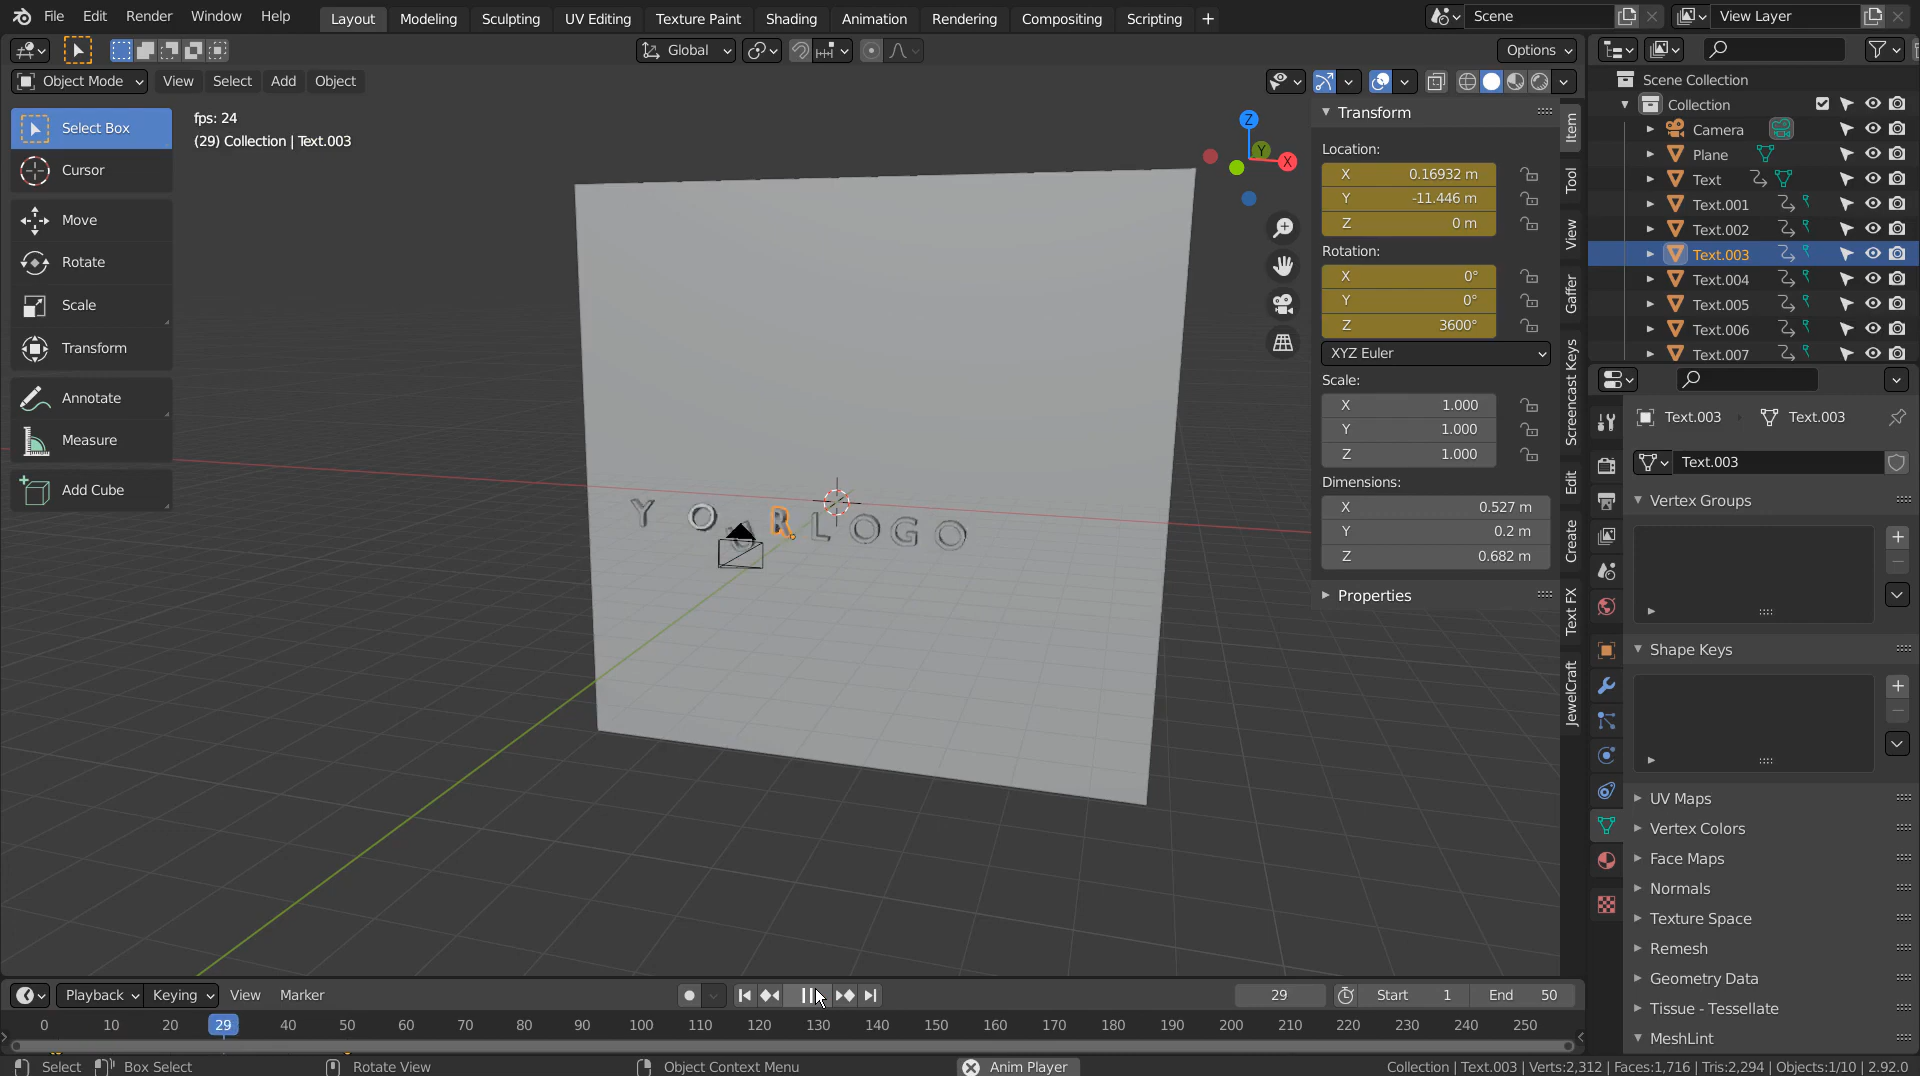 File Edit Render Window Help Layout Modeling Sculpting UV Editing Texture Paint Shading Animation Rendering Compositing Scripting + Scene View Layer
Global Options
Object Mode View Select Add Object
Select Box
Cursor
Move
Rotate
Scale
Transform
Annotate
Measure
Add Cube
fps: 24
(29) Collection | Text.003
Z
Y
X
Y O U R L O G O
Transform
Location:
X 0.16932 m
Y -11.446 m
Z 0 m
Rotation:
X 0°
Y 0°
Z 3600°
XYZ Euler
Scale:
X 1.000
Y 1.000
Z 1.000
Dimensions:
X 0.527 m
Y 0.2 m
Z 0.682 m
Properties
Item
Tool
View
Gaffer
Screencast Keys
Edit
Create
Text FX
JewelCraft
Scene Collection
Collection
Camera
Plane
Text
Text.001
Text.002
Text.003
Text.004
Text.005
Text.006
Text.007
Text.003 Text.003
Text.003
Vertex Groups
Shape Keys
UV Maps
Vertex Colors
Face Maps
Normals
Texture Space
Remesh
Geometry Data
Tissue - Tessellate
MeshLint
Playback Keying View Marker 29 Start 1 End 50
0 10 20 29 40 50 60 70 80 90 100 110 120 130 140 150 160 170 180 190 200 210 220 230 240 250
Select Box Select Rotate View Object Context Menu Anim Player Collection | Text.003 | Verts:2,312 | Faces:1,716 | Tris:2,294 | Objects:1/10 | 2.92.0